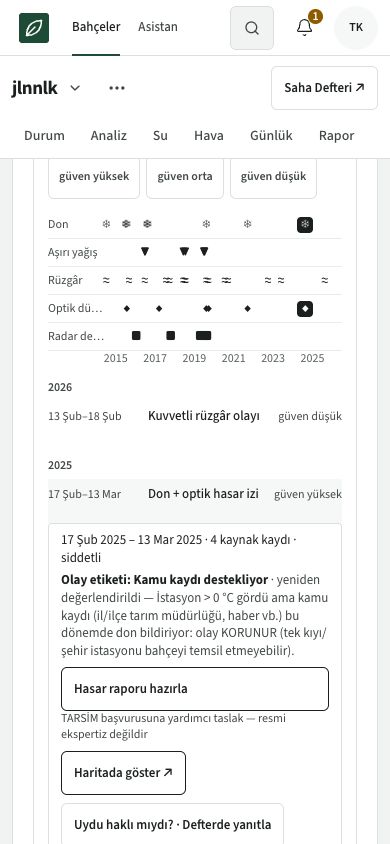 Bahçeler Asistan 1 TK
jlnnlk Saha Defteri ↗
Durum Analiz Su Hava Günlük Rapor
güven yüksek güven orta güven düşük
Don
Aşırı yağış
Rüzgâr
Optik dü…
Radar de…
2015 2017 2019 2021 2023 2025
2026
13 Şub–18 Şub Kuvvetli rüzgâr olayı güven düşük
2025
17 Şub–13 Mar Don + optik hasar izi güven yüksek
17 Şub 2025 – 13 Mar 2025 · 4 kaynak kaydı ·
siddetli
Olay etiketi: Kamu kaydı destekliyor · yeniden
değerlendirildi — İstasyon > 0 °C gördü ama kamu
kaydı (il/ilçe tarım müdürlüğü, haber vb.) bu
dönemde don bildiriyor: olay KORUNUR (tek kıyı/
şehir istasyonu bahçeyi temsil etmeyebilir).
Hasar raporu hazırla
TARSİM başvurusuna yardımcı taslak — resmi
ekspertiz değildir
Haritada göster ↗
Uydu haklı mıydı? · Defterde yanıtla